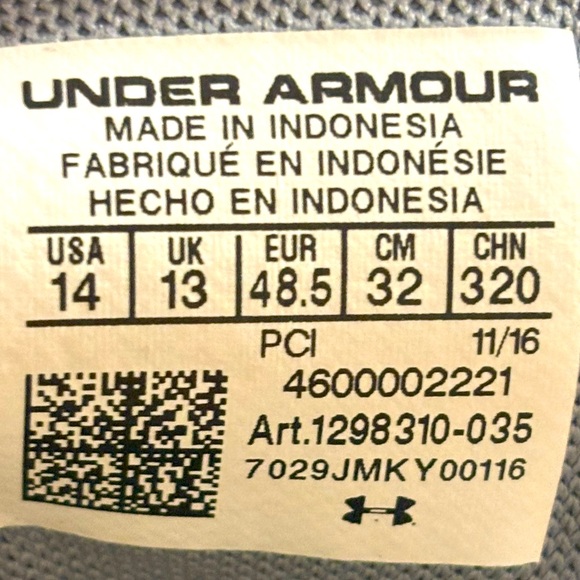 UNDER ARMOUR
MADE IN INDONESIA
FABRIQUÉ EN INDONÉSIE
HECHO EN INDONESIA
USA UK EUR CM CHN
14 13 48.5 32 320
PCI 11/16
4600002221
Art.1298310-035
7029JMKY00116